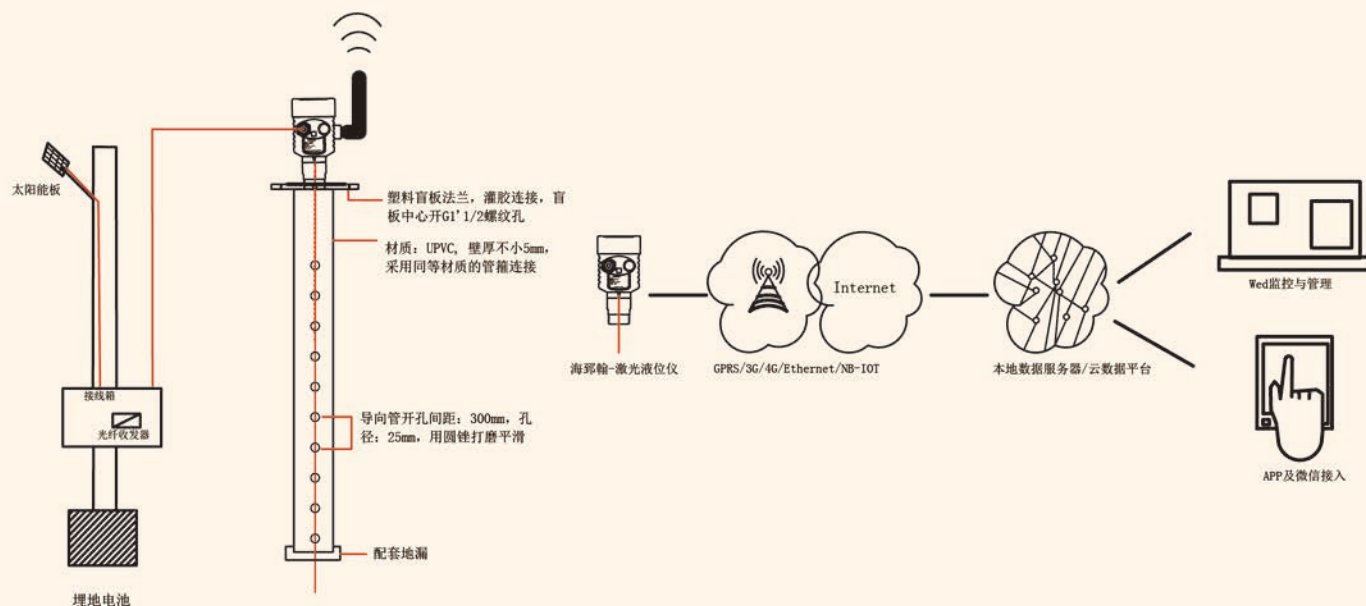 太阳能板
接线箱
光纤收发器
埋地电池
塑料盲板法兰，灌胶连接，盲
板中心开G1'1/2螺纹孔
材质：UPVC，壁厚不小5mm，
采用同等材质的管箍连接
导向管开孔间距：300mm，孔
径：25mm，用圆锉打磨平滑
配套地漏
海郅翰-激光液位仪
Internet
GPRS/3G/4G/Ethernet/NB-IOT
本地数据服务器/云数据平台
Wed监控与管理
APP及微信接入